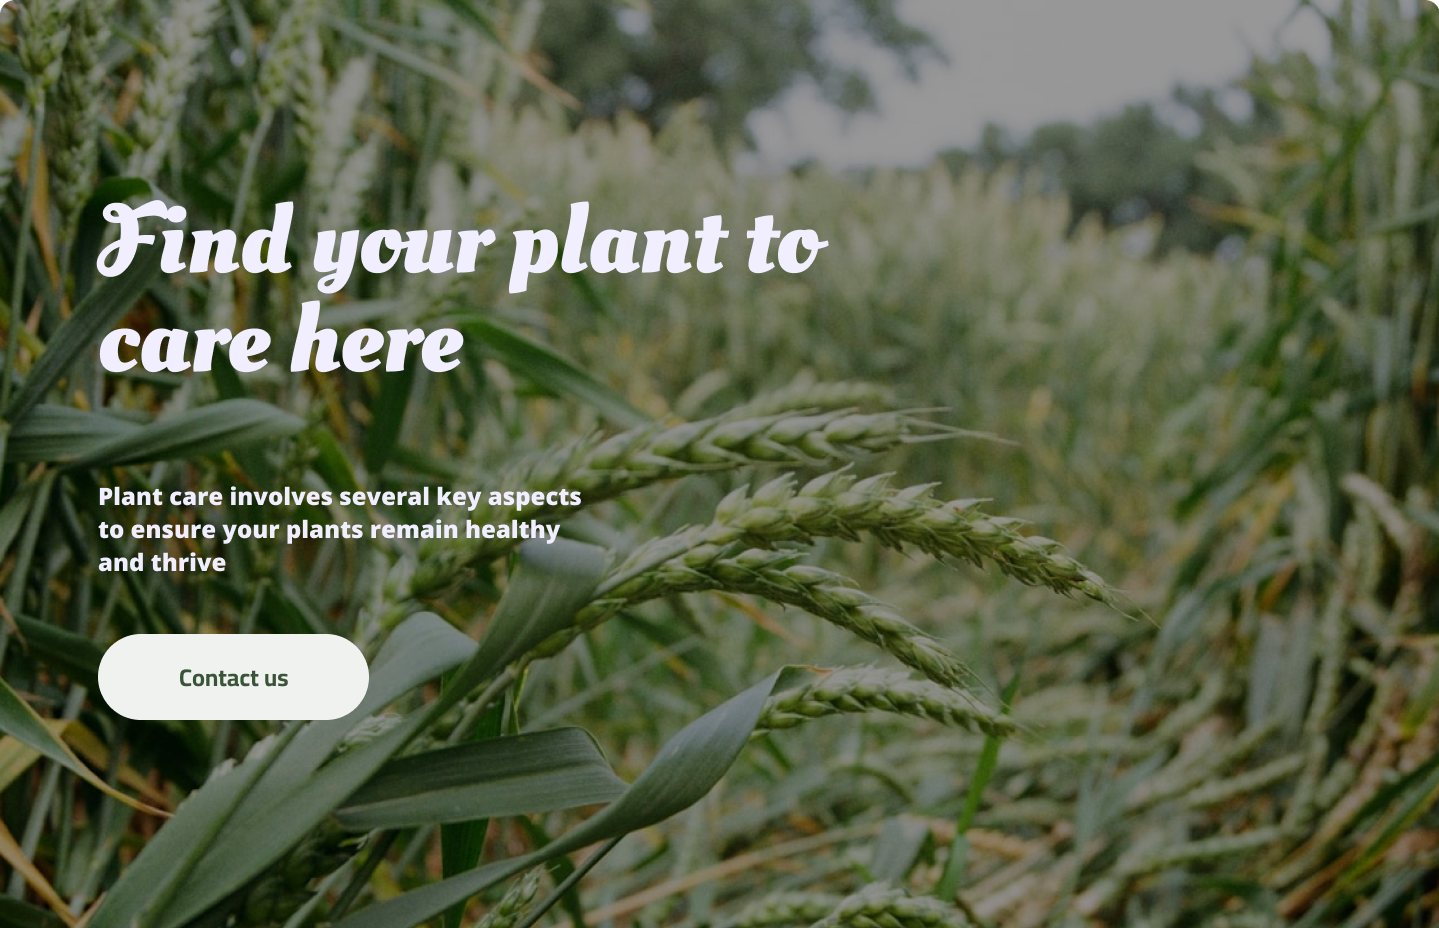 Find your plant to
care here
Plant care involves several key aspects
to ensure your plants remain healthy
and thrive
Contact us